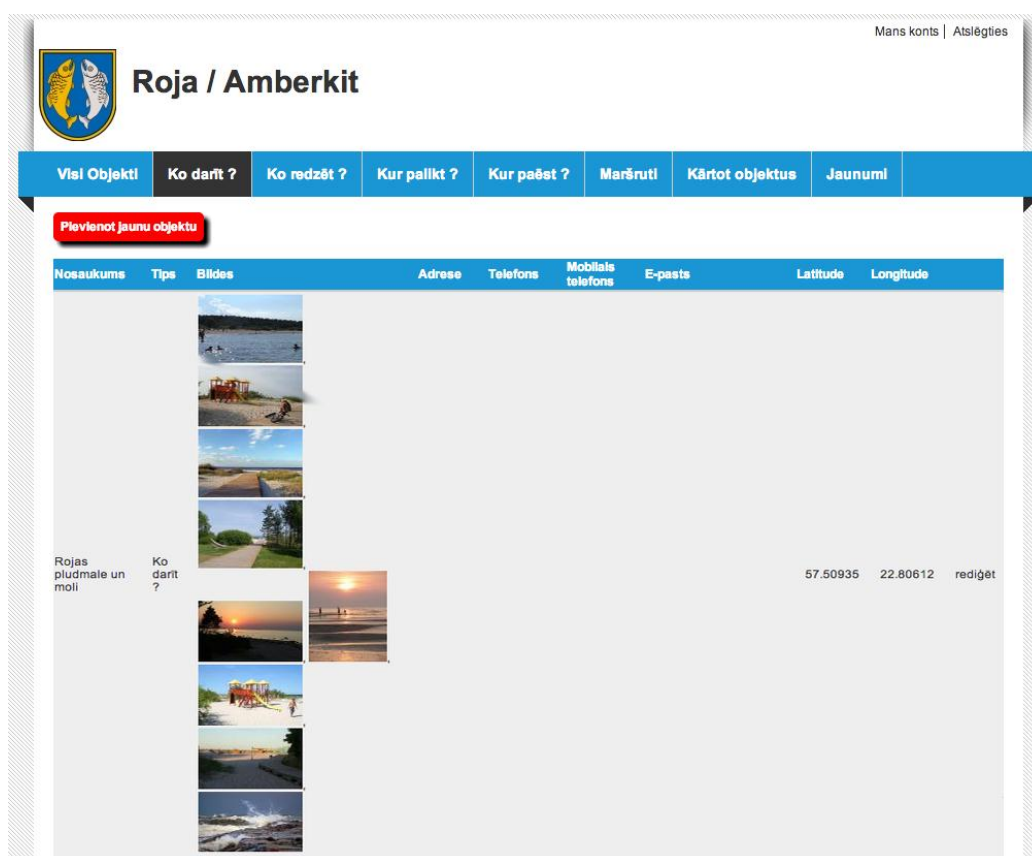 Mans konts | Atslēgties
Roja / Amberkit
Visi Objekti Ko darīt ? Ko redzēt ? Kur palikt ? Kur paēst ? Maršruti Kārtot objektus Jaunumi
Pievienot jaunu objektu
Nosaukums Tips Bildes Adrese Telefons Mobilais telefons E-pasts Latitude Longitude
Rojas pludmale un moli Ko darīt ? , , , , , , , , 57.50935 22.80612 rediģēt